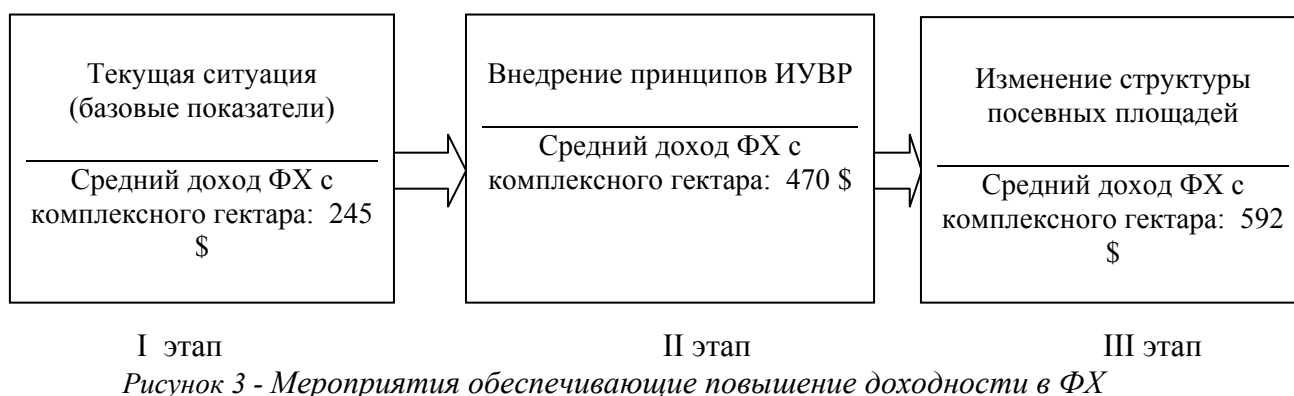 Текущая ситуация
(базовые показатели)
Средний доход ФХ с
комплексного гектара: 245
$
Внедрение принципов ИУВР
Средний доход ФХ с
комплексного гектара: 470 $
Изменение структуры
посевных площадей
Средний доход ФХ с
комплексного гектара: 592
$
I этап
II этап
III этап
Рисунок 3 - Мероприятия обеспечивающие повышение доходности в ФХ